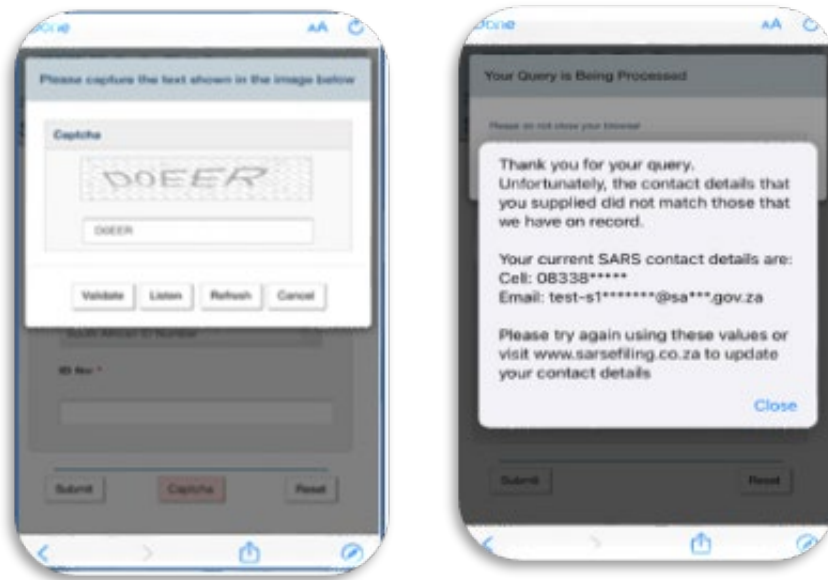 Done
AA
Please capture the text shown in the image below
Captcha
D0EER
D0EER
Validate
Listen
Refresh
Cancel
South African ID Number
ID No: *
Submit
Captcha
Reset
Done
AA
Your Query is Being Processed
Please do not close your browser
Thank you for your query.
Unfortunately, the contact details that
you supplied did not match those that
we have on record.
Your current SARS contact details are:
Cell: 08338*****
Email: test-s1*******@sa***.gov.za
Please try again using these values or
visit www.sarsefiling.co.za to update
your contact details
Close
Submit
Reset